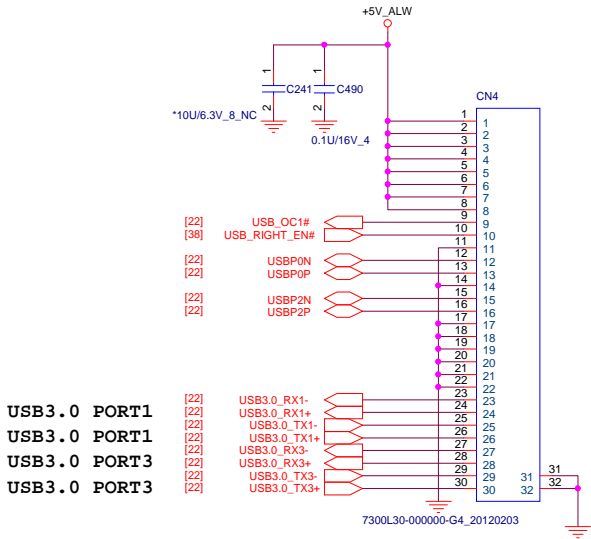 +5V_ALW
1 C241 2
1 C490 2
*10U/6.3V_8_NC
0.1U/16V_4
CN4
1 1
2 2
3 3
4 4
5 5
6 6
7 7
8 8
[22] USB_OC1# 9 9
[38] USB_RIGHT_EN# 10 10
11 11
[22] USBP0N 12 12
[22] USBP0P 13 13
14 14
[22] USBP2N 15 15
[22] USBP2P 16 16
17 17
18 18
19 19
20 20
21 21
22 22
USB3.0 PORT1 [22] USB3.0_RX1- 23 23
[22] USB3.0_RX1+ 24 24
USB3.0 PORT1 [22] USB3.0_TX1- 25 25
[22] USB3.0_TX1+ 26 26
USB3.0 PORT3 [22] USB3.0_RX3- 27 27
[22] USB3.0_RX3+ 28 28
USB3.0 PORT3 [22] USB3.0_TX3- 29 29 31 31
[22] USB3.0_TX3+ 30 30 32 32
7300L30-000000-G4_20120203